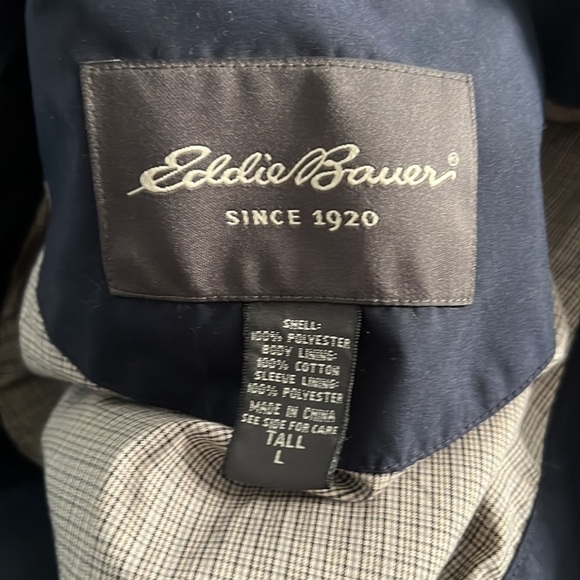 Eddie Bauer®
SINCE 1920
SHELL:
100% POLYESTER
BODY LINING:
100% COTTON
SLEEVE LINING:
100% POLYESTER
MADE IN CHINA
SEE SIDE FOR CARE
TALL
L